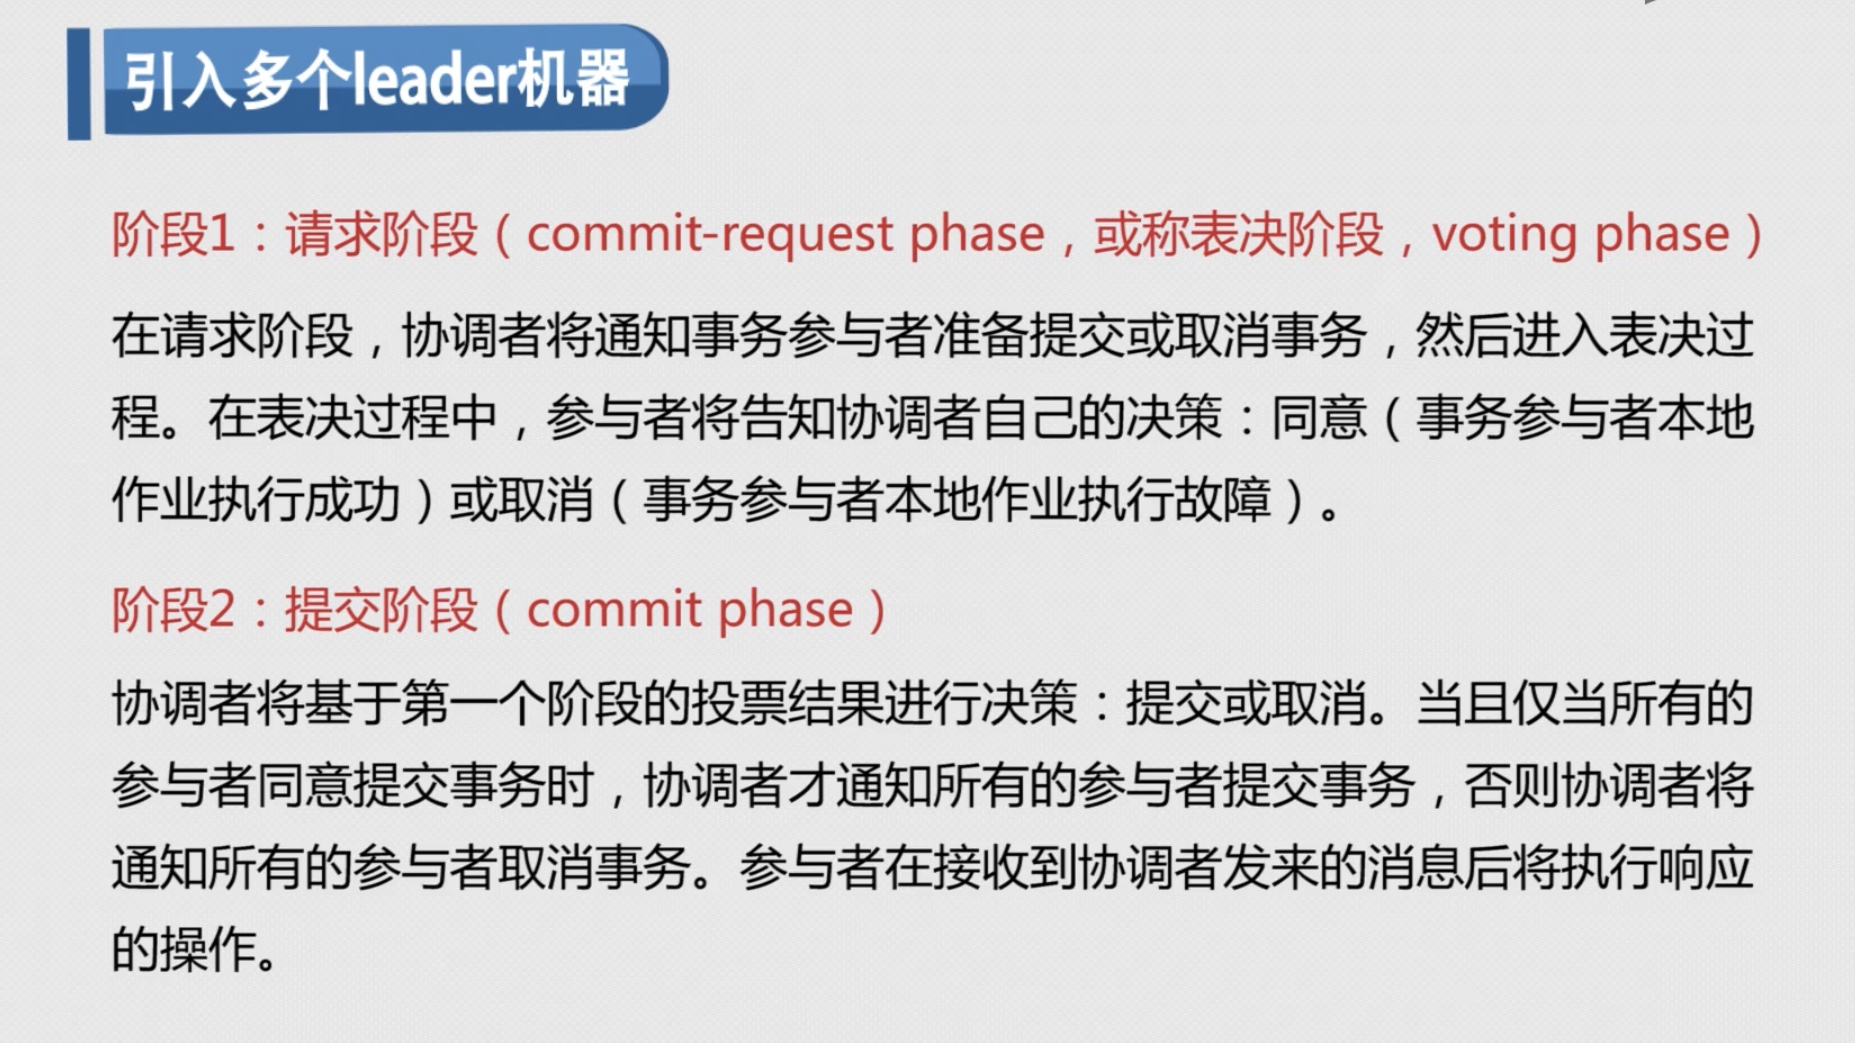 引入多个leader机器
阶段1：请求阶段（commit-request phase，或称表决阶段，voting phase）
在请求阶段，协调者将通知事务参与者准备提交或取消事务，然后进入表决过
程。在表决过程中，参与者将告知协调者自己的决策：同意（事务参与者本地
作业执行成功）或取消（事务参与者本地作业执行故障）。
阶段2：提交阶段（commit phase）
协调者将基于第一个阶段的投票结果进行决策：提交或取消。当且仅当所有的
参与者同意提交事务时，协调者才通知所有的参与者提交事务，否则协调者将
通知所有的参与者取消事务。参与者在接收到协调者发来的消息后将执行响应
的操作。